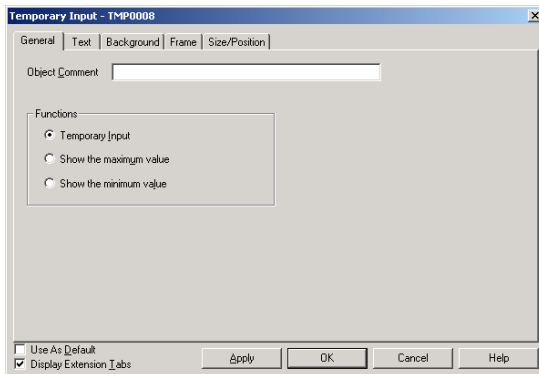 Temporary Input - TMP0008
General Text Background Frame Size/Position
Object Comment
Functions
Temporary Input
Show the maximum value
Show the minimum value
Use As Default
Display Extension Tabs
Apply OK Cancel Help